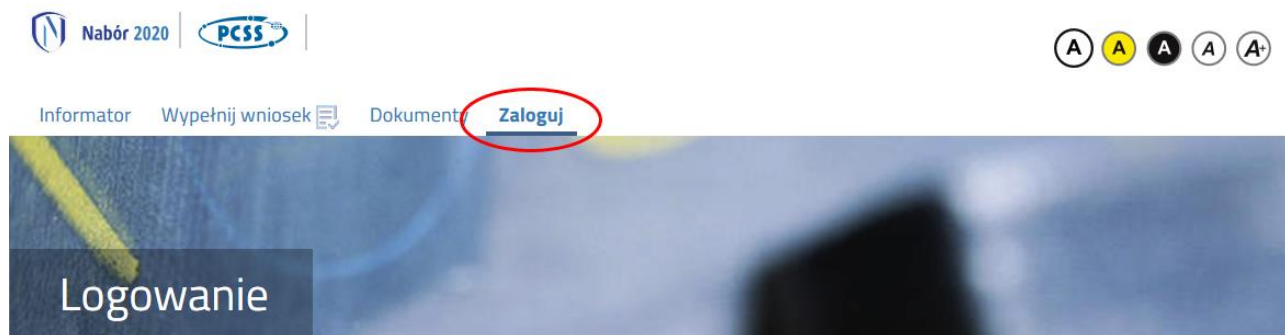 Nabór 2020 PCSS
A A A A A+
Informator Wypełnij wniosek Dokumenty Zaloguj
Logowanie